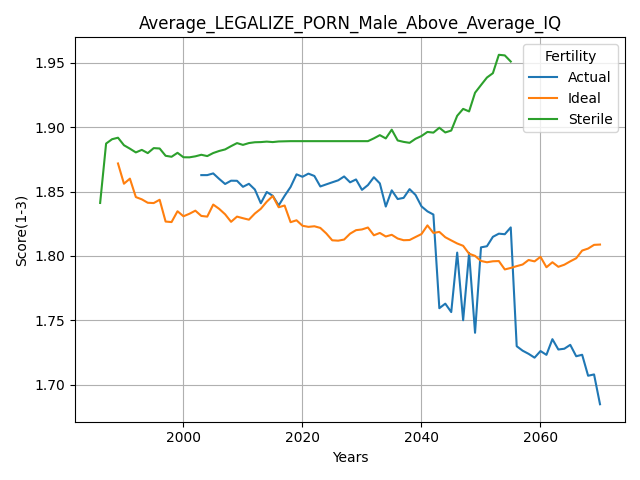 Average_LEGALIZE_PORN_Male_Above_Average_IQ
Score(1-3)
1.95
1.90
1.85
1.80
1.75
1.70
Fertility
Actual
Ideal
Sterile
2000
2020
2040
2060
Years